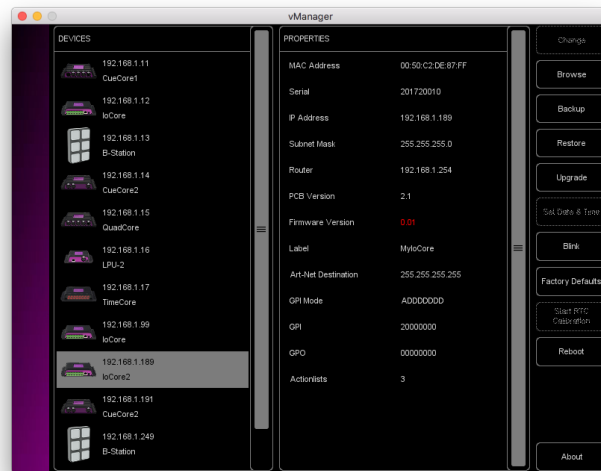 vManager
DEVICES
192.168.1.11
CueCore1
192.168.1.12
IoCore
192.168.1.13
B-Station
192.168.1.14
CueCore2
192.168.1.15
QuadCore
192.168.1.16
LPU-2
192.168.1.17
TimeCore
192.168.1.99
IoCore
192.168.1.189
IoCore2
192.168.1.191
CueCore2
192.168.1.249
B-Station
PROPERTIES
MAC Address 00:50:C2:DE:87:FF
Serial 201720010
IP Address 192.168.1.189
Subnet Mask 255.255.255.0
Router 192.168.1.254
PCB Version 2.1
Firmware Version 0.01
Label MyIoCore
Art-Net Destination 255.255.255.255
GPI Mode ADDDDDDD
GPI 20000000
GPO 00000000
Actionlists 3
Change
Browse
Backup
Restore
Upgrade
Set Date & Time
Blink
Factory Defaults
Start RTC
Calibration
Reboot
About